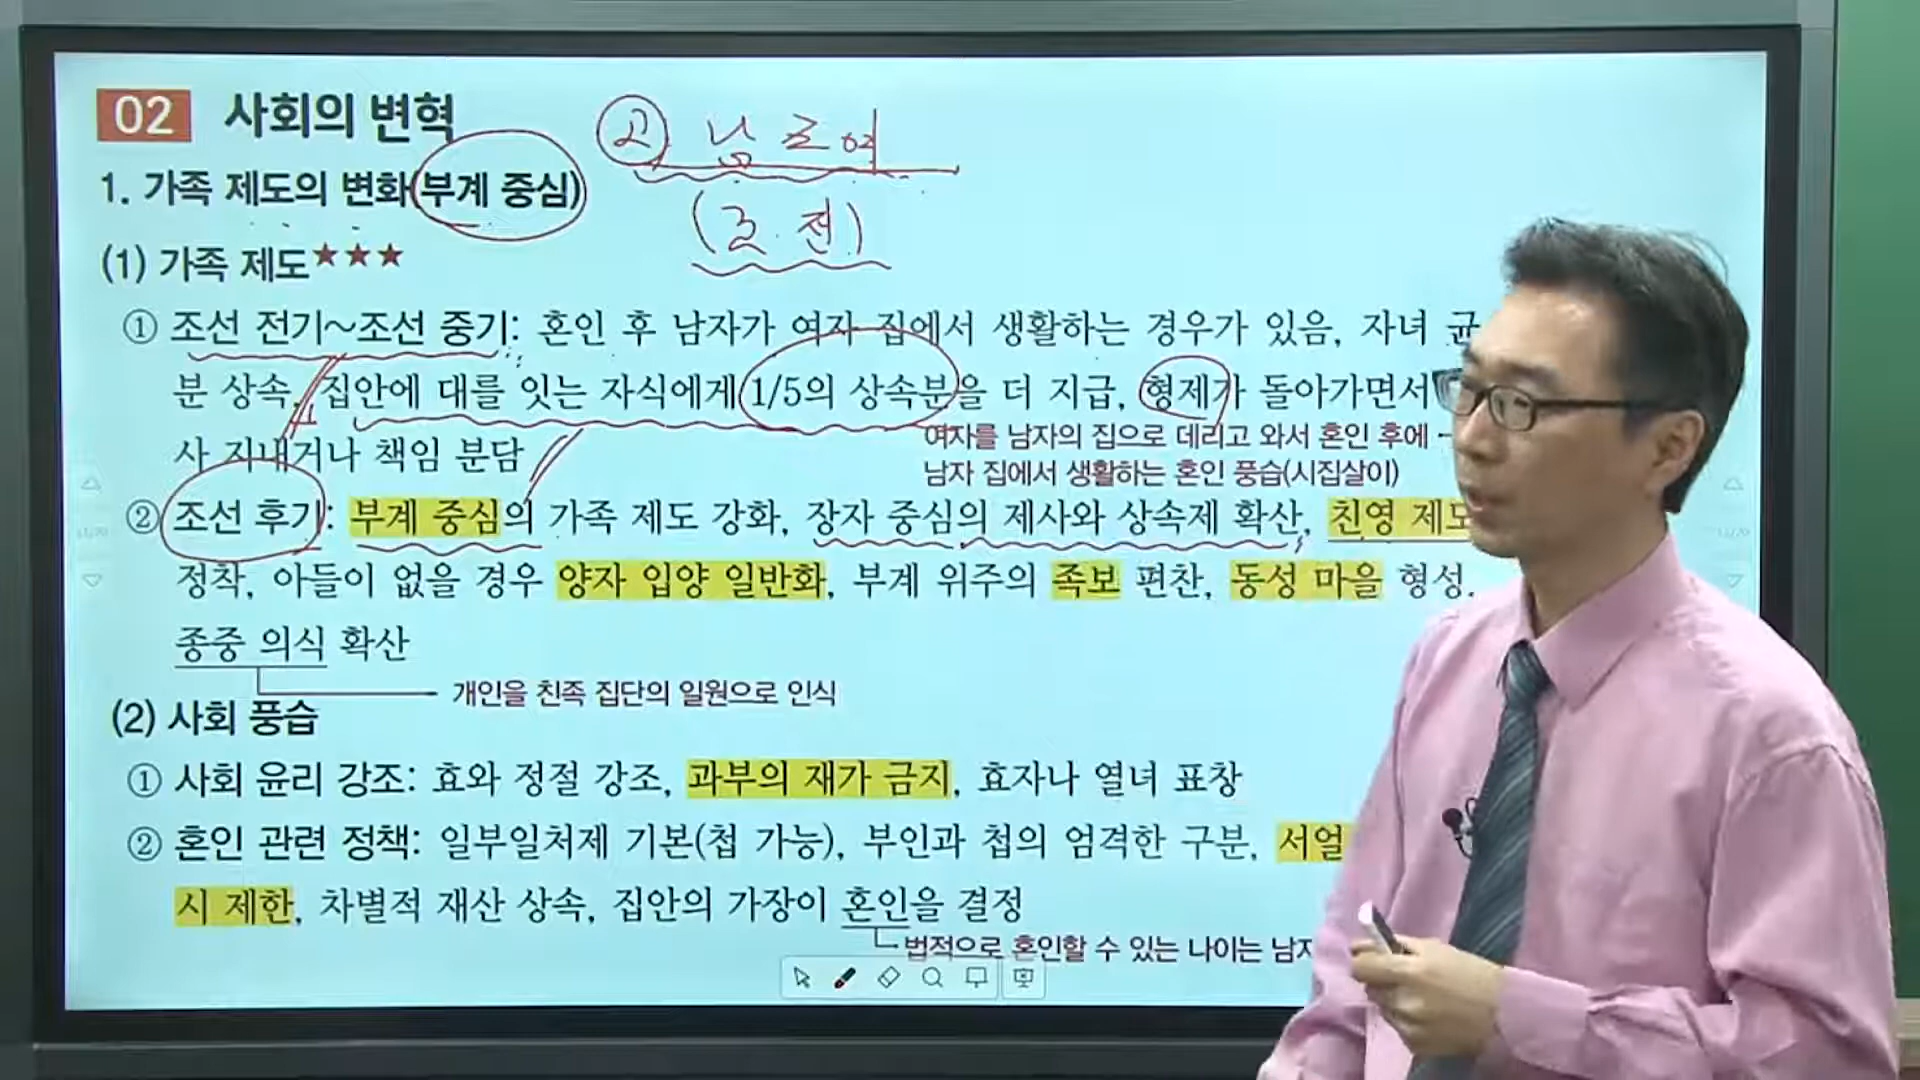 02 사회의 변혁
1. 가족 제도의 변화(부계 중심)
고 남 여
(조 전)
(1) 가족 제도★★★
① 조선 전기~조선 중기: 혼인 후 남자가 여자 집에서 생활하는 경우가 있음, 자녀 균
분 상속, 집안에 대를 잇는 자식에게 1/5의 상속분을 더 지급, 형제가 돌아가면서
사 지내거나 책임 분담
여자를 남자의 집으로 데리고 와서 혼인 후에
남자 집에서 생활하는 혼인 풍습(시집살이)
② 조선 후기: 부계 중심의 가족 제도 강화, 장자 중심의 제사와 상속제 확산, 친영 제도
정착, 아들이 없을 경우 양자 입양 일반화, 부계 위주의 족보 편찬, 동성 마을 형성,
종중 의식 확산
개인을 친족 집단의 일원으로 인식
(2) 사회 풍습
① 사회 윤리 강조: 효와 정절 강조, 과부의 재가 금지, 효자나 열녀 표창
② 혼인 관련 정책: 일부일처제 기본(첩 가능), 부인과 첩의 엄격한 구분, 서얼
시 제한, 차별적 재산 상속, 집안의 가장이 혼인을 결정
법적으로 혼인할 수 있는 나이는 남자